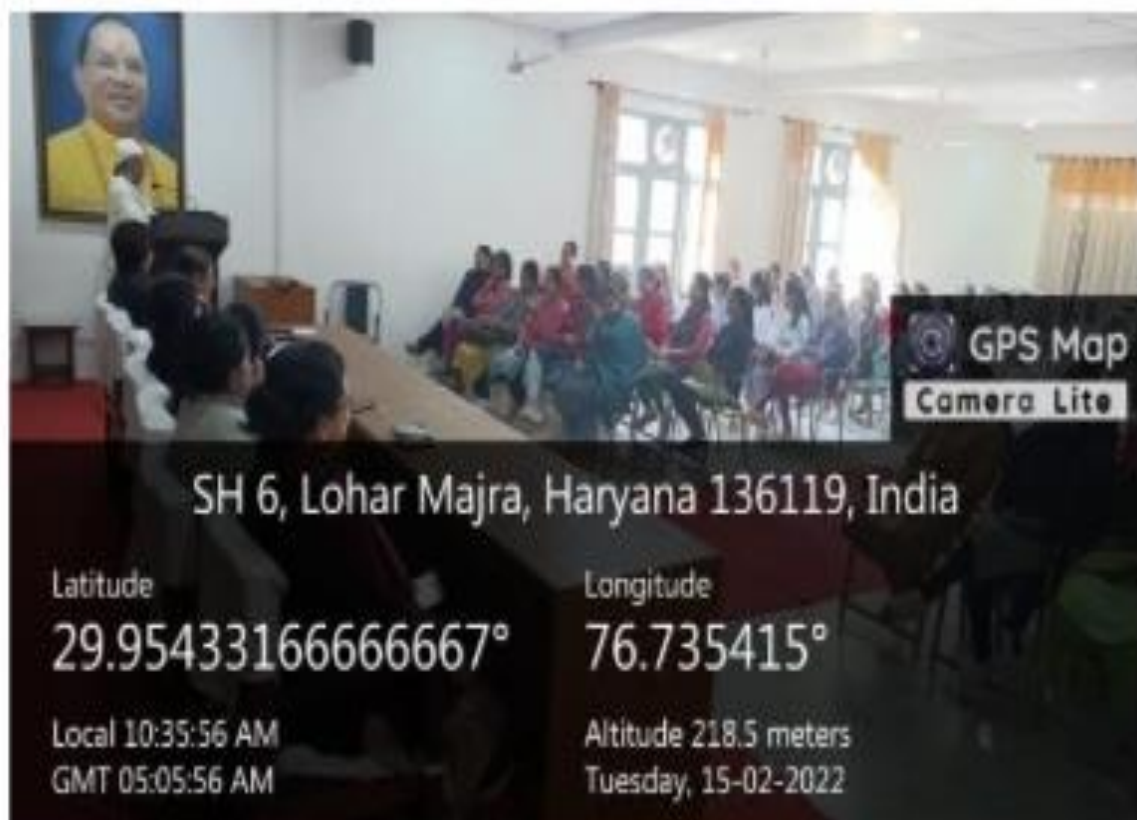 GPS Map
Camera Lite
SH 6, Lohar Majra, Haryana 136119, India
Latitude
29.95433166666667°
Longitude
76.735415°
Local 10:35:56 AM
GMT 05:05:56 AM
Altitude 218.5 meters
Tuesday, 15-02-2022